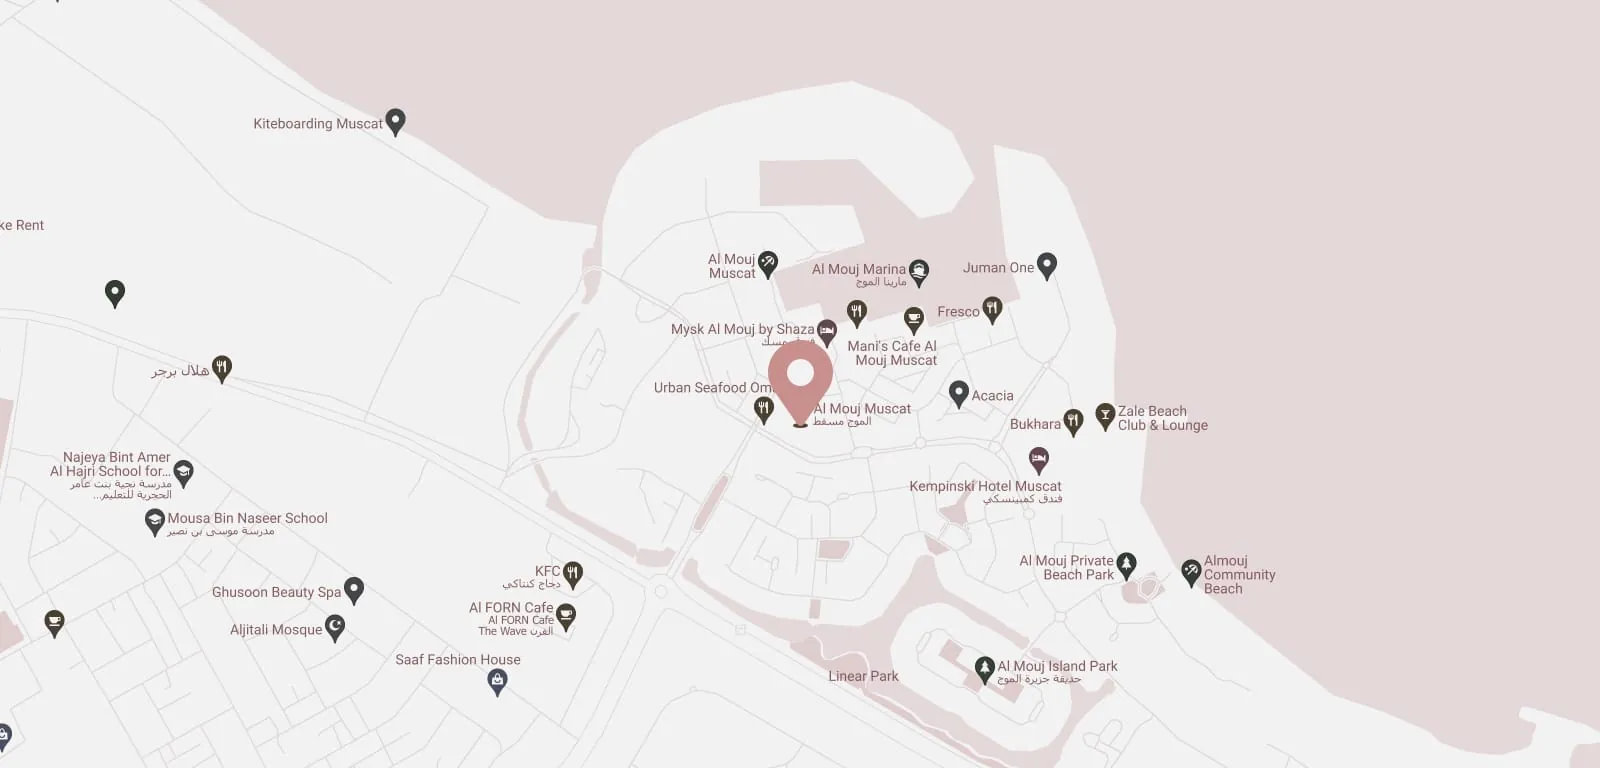 Kiteboarding Muscat
ke Rent
Al Mouj
Muscat
Al Mouj Marina
مارينا الموج
Juman One
Fresco
Mysk Al Mouj by Shaza
Mani's Cafe Al
Mouj Muscat
هلال برجر
Urban Seafood Om
Al Mouj Muscat
الموج مسقط
Acacia
Bukhara
Zale Beach
Club & Lounge
Najeya Bint Amer
Al Hajri School for...
مدرسة نجية بنت عامر
الحجرية للتعليم...
Kempinski Hotel Muscat
فندق كمبينسكي
Mousa Bin Naseer School
مدرسة موسى بن نصير
KFC
دجاج كنتاكي
Al Mouj Private
Beach Park
Almouj
Community
Beach
Ghusoon Beauty Spa
Al FORN Cafe
Al FORN Cafe
The Wave الفرن
Aljitali Mosque
Saaf Fashion House
Linear Park
Al Mouj Island Park
حديقة جزيرة الموج